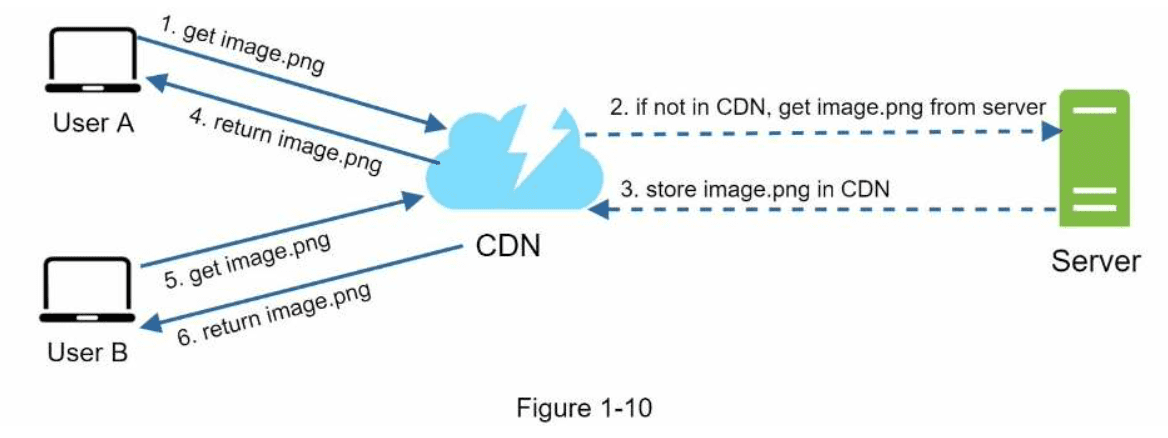 1. get image.png
User A
4. return image.png
2. if not in CDN, get image.png from server
3. store image.png in CDN
CDN
Server
5. get image.png
6. return image.png
User B
Figure 1-10